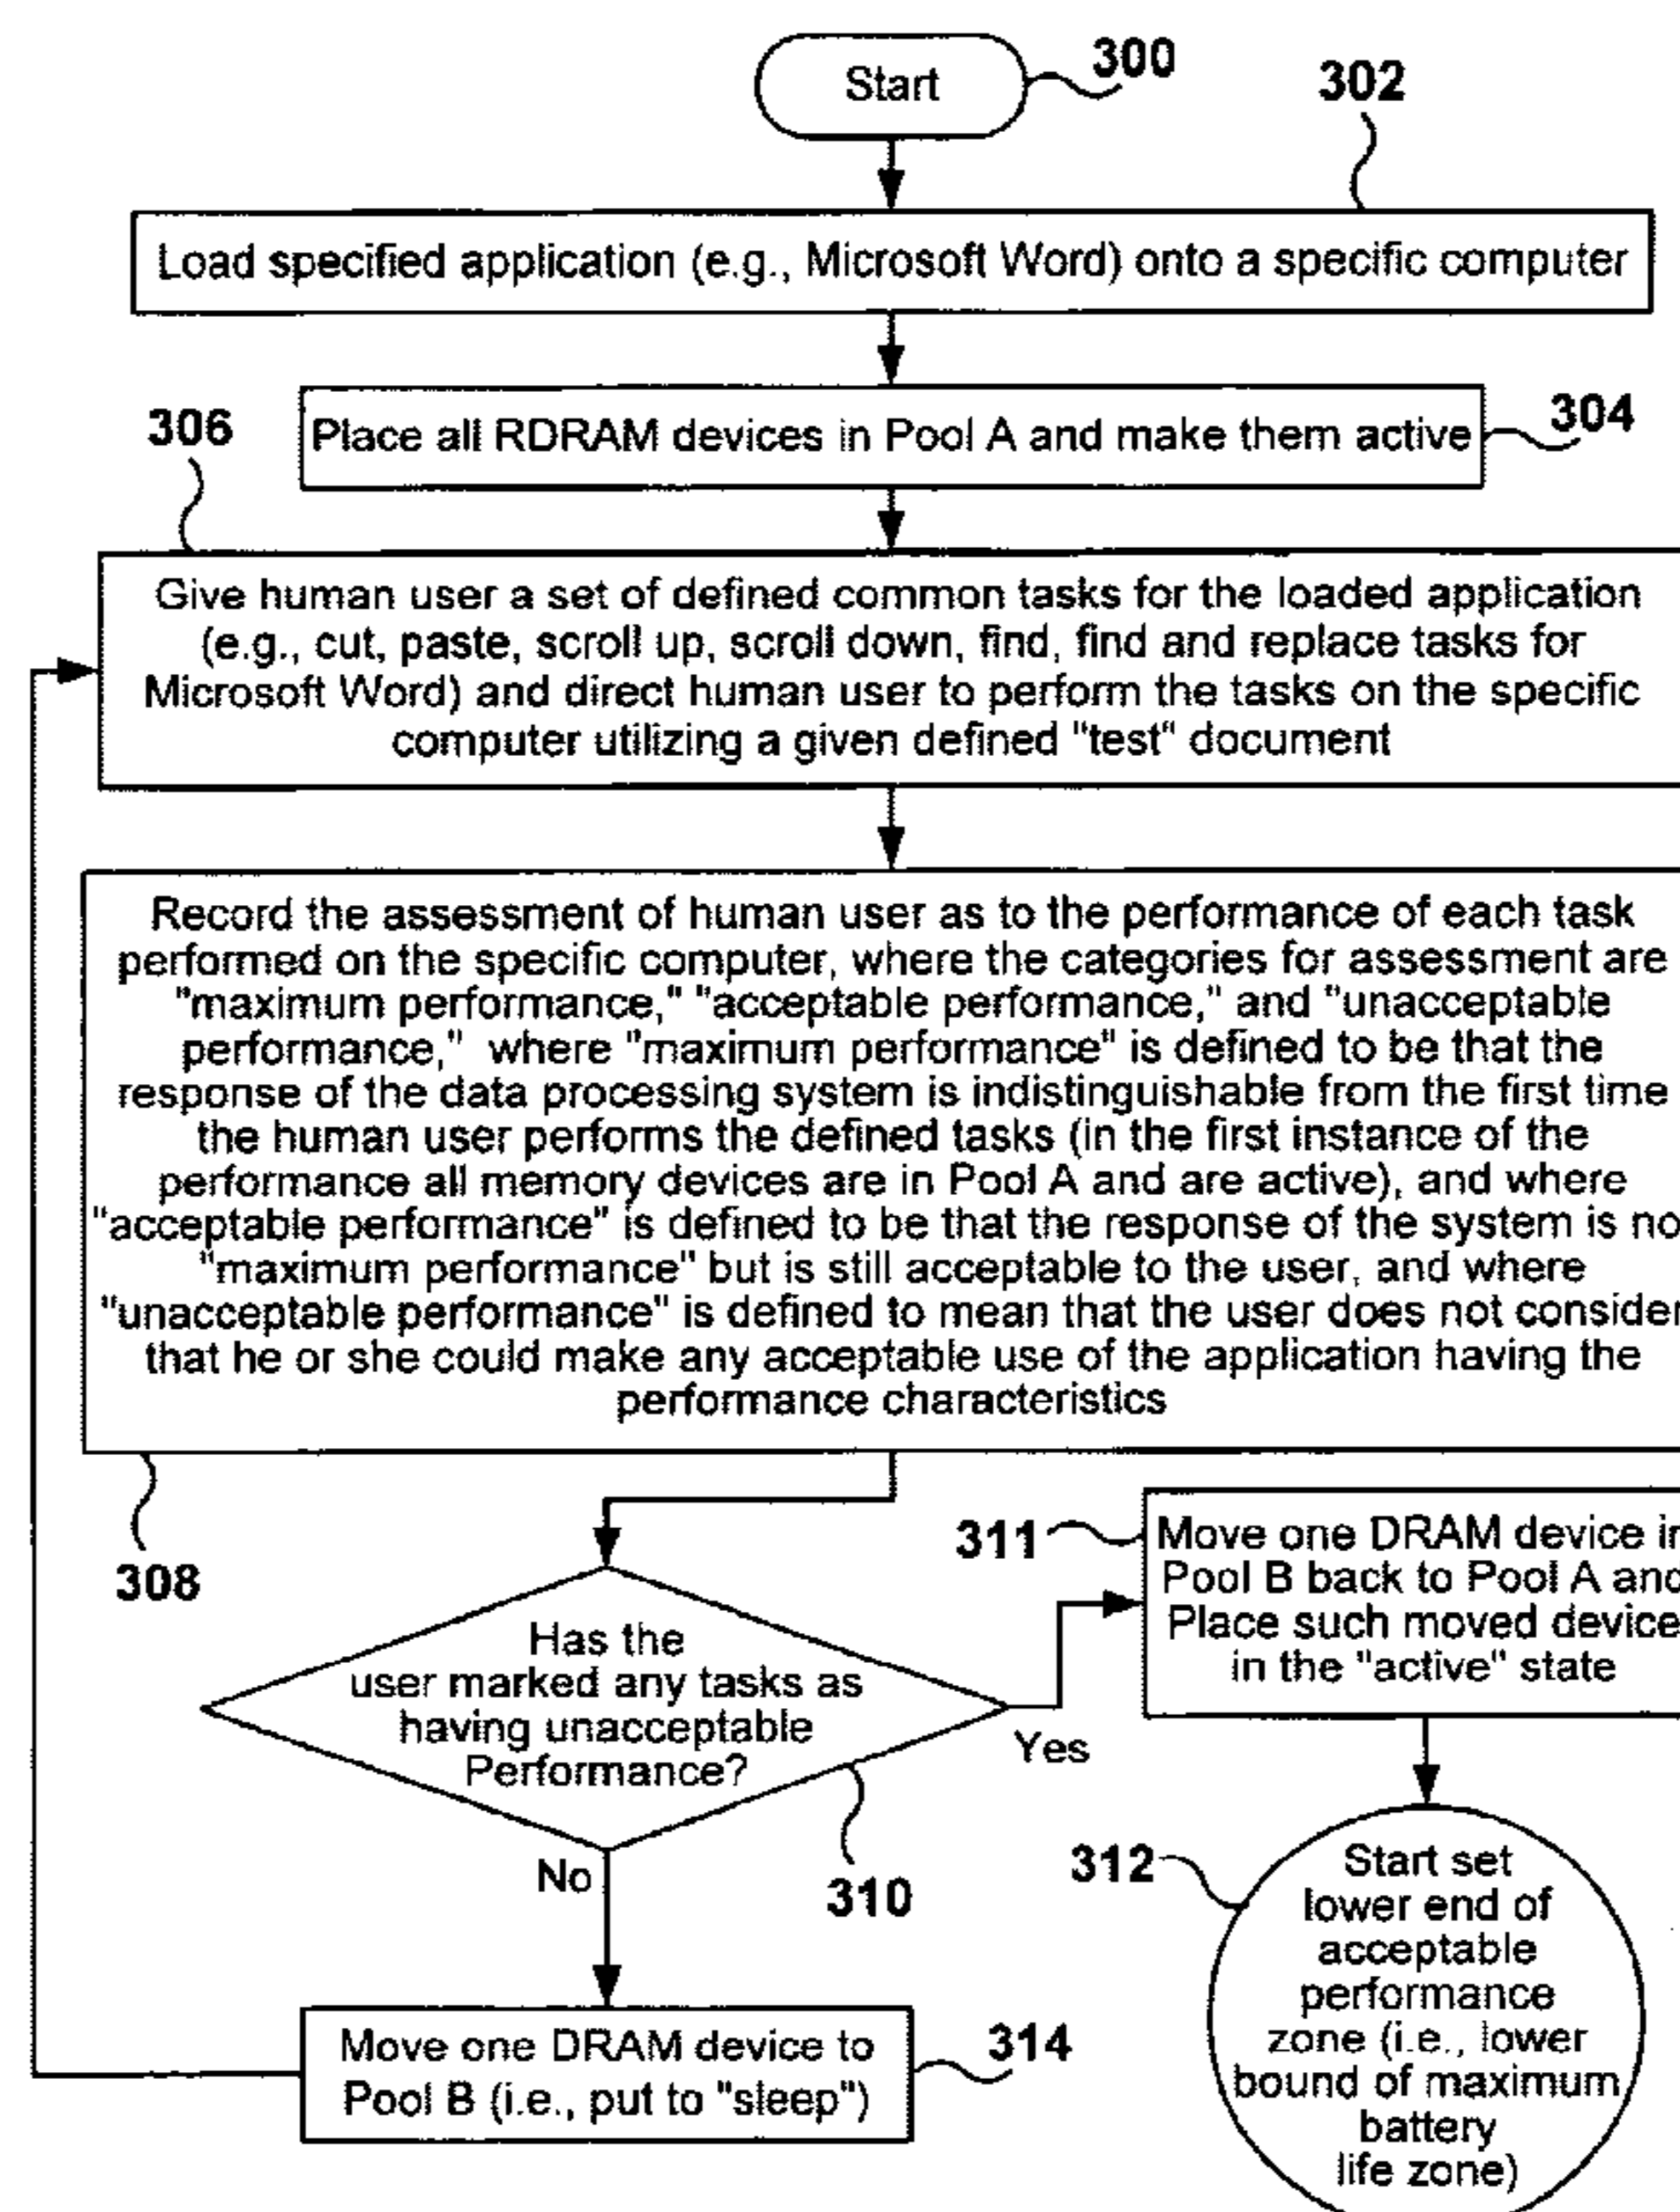 Start
300
302
Load specified application (e.g., Microsoft Word) onto a specific computer
304
Place all RDRAM devices in Pool A and make them active
306
Give human user a set of defined common tasks for the loaded application
(e.g., cut, paste, scroll up, scroll down, find, find and replace tasks for
Microsoft Word) and direct human user to perform the tasks on the specific
computer utilizing a given defined "test" document
Record the assessment of human user as to the performance of each task
performed on the specific computer, where the categories for assessment are
"maximum performance," "acceptable performance," and "unacceptable
performance," where "maximum performance" is defined to be that the
response of the data processing system is indistinguishable from the first time
the human user performs the defined tasks (in the first instance of the
performance all memory devices are in Pool A and are active), and where
"acceptable performance" is defined to be that the response of the system is no
"maximum performance" but is still acceptable to the user, and where
"unacceptable performance" is defined to mean that the user does not consider
that he or she could make any acceptable use of the application having the
performance characteristics
308
Has the
user marked any tasks as
having unacceptable
Performance?
310
Yes
No
311
Move one DRAM device in
Pool B back to Pool A and
Place such moved device
in the "active" state
312
Start set
lower end of
acceptable
performance
zone (i.e., lower
bound of maximum
battery
life zone)
Move one DRAM device to
Pool B (i.e., put to "sleep")
314